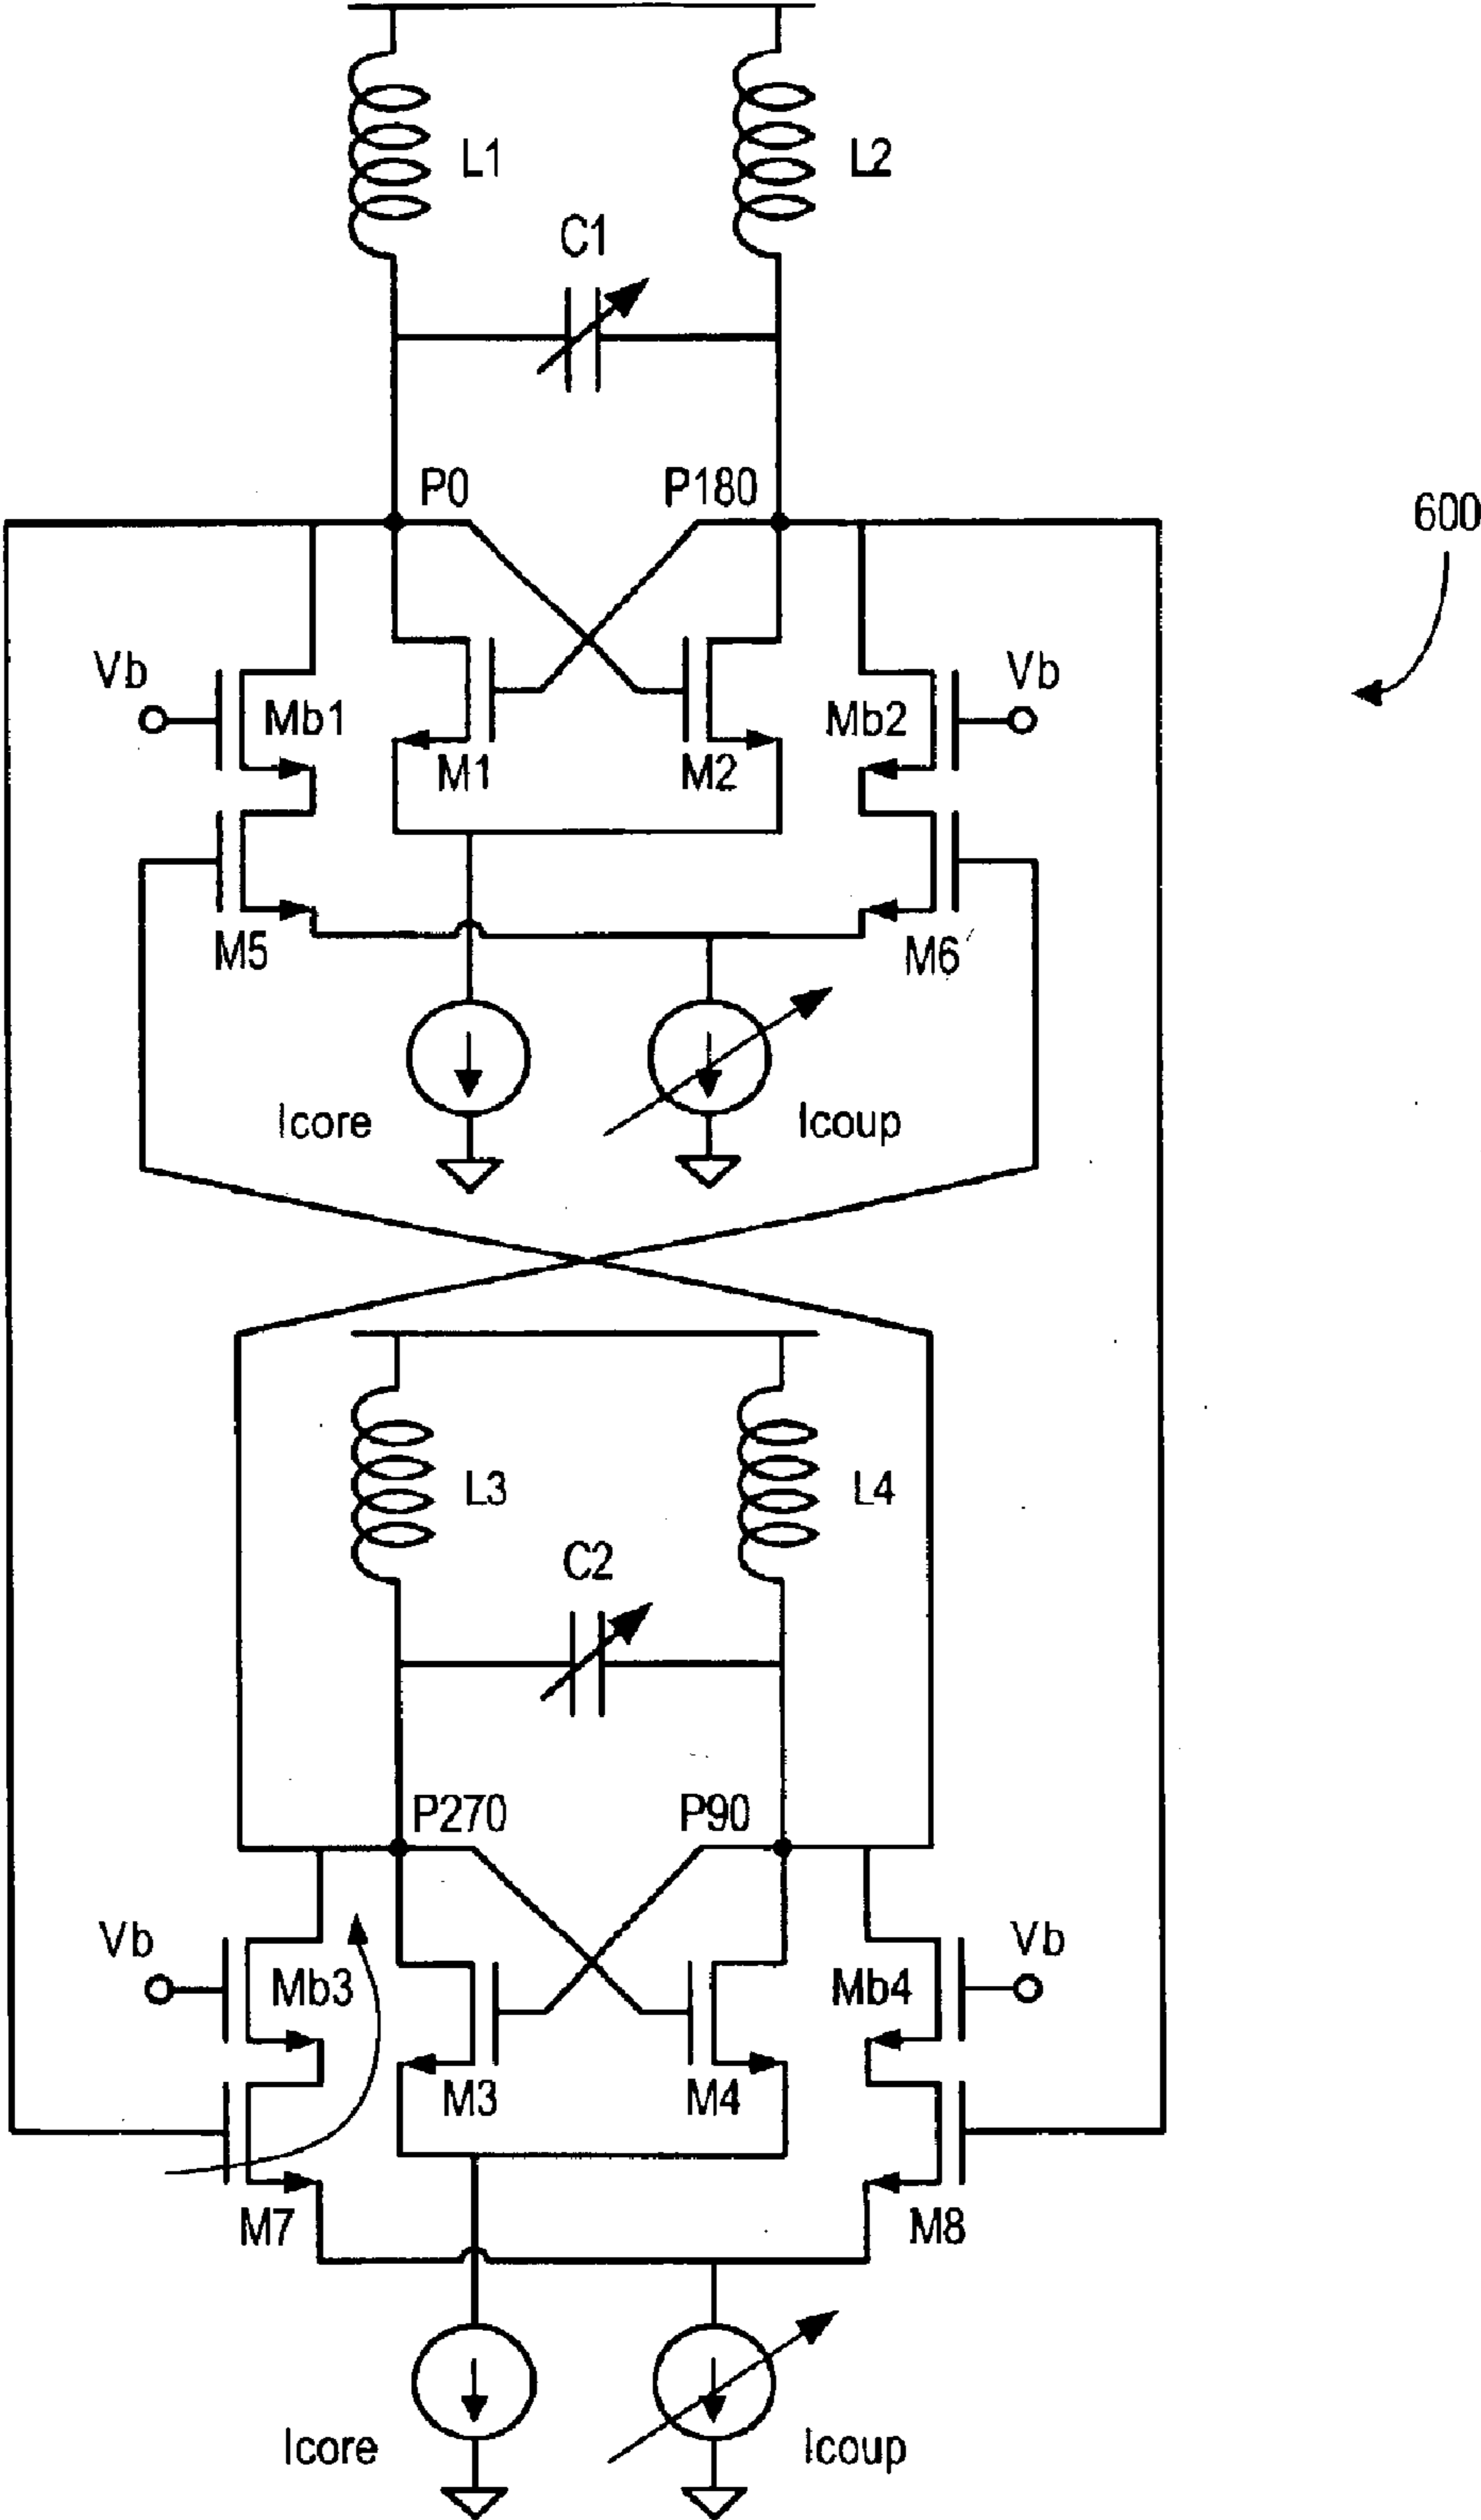 L1
L2
C1
P0
P180
600
Vb
Mb1
Mb2
Vb
M1
M2
M5
M6
Icore
Icoup
L3
L4
C2
P270
P90
Vb
Mb3
Mb4
Vb
M3
M4
M7
M8
Icore
Icoup